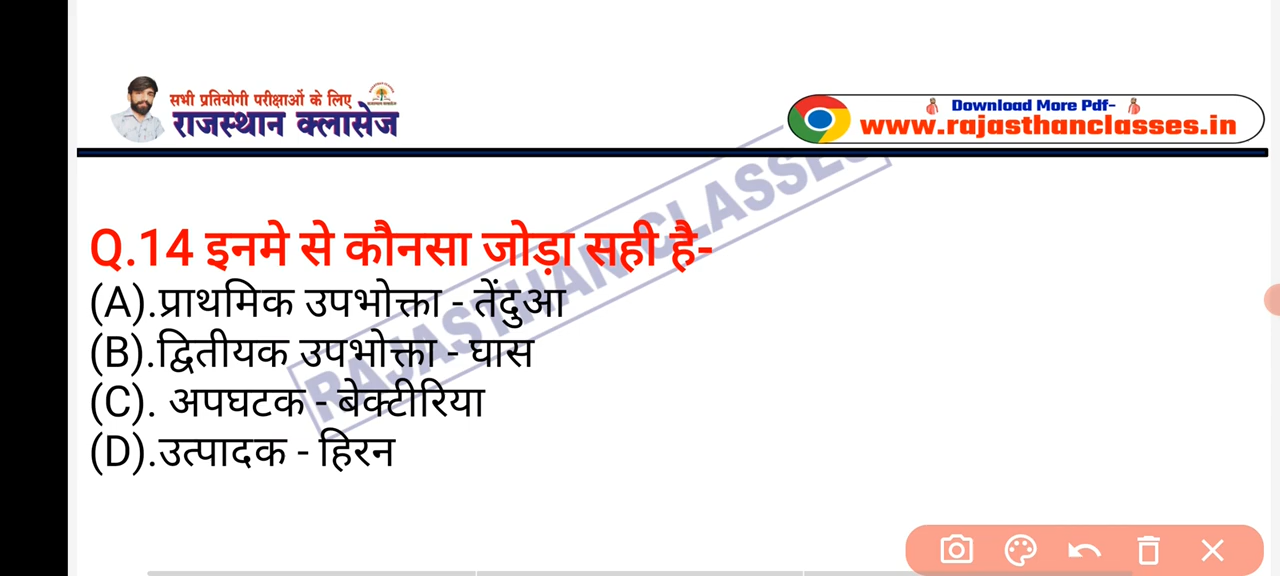 सभी प्रतियोगी परीक्षाओं के लिए
राजस्थान क्लासेज
Download More Pdf-
www.rajasthanclasses.in
RAJASTHAN CLASSES
Q.14 इनमे से कौनसा जोड़ा सही है-
(A).प्राथमिक उपभोक्ता - तेंदुआ
(B).द्वितीयक उपभोक्ता - घास
(C). अपघटक - बेक्टीरिया
(D).उत्पादक - हिरन